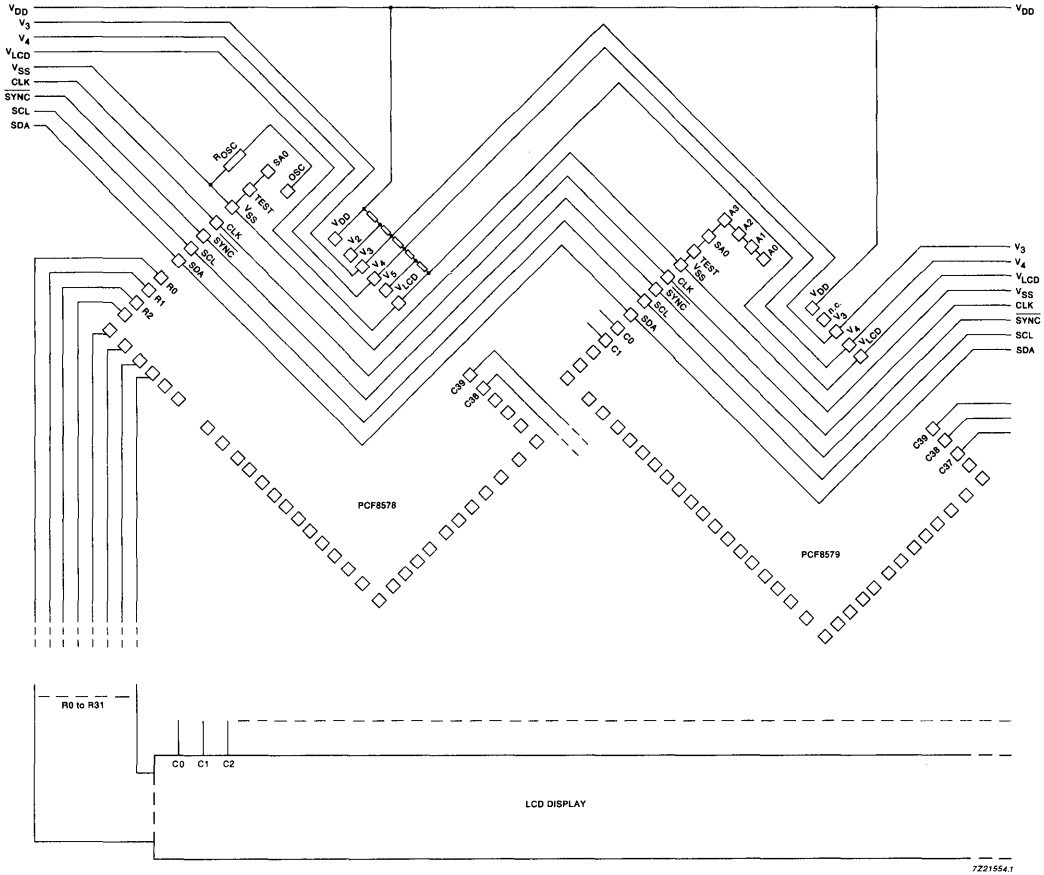 VDD
V3
V4
VLCD
VSS
CLK
SYNC
SCL
SDA
VDD
ROSC
SA0
OSC
TEST
VSS
CLK
SYNC
SCL
SDA
R0
R1
R2
VDD
V2
V3
V4
V5
VLCD
C39
C38
PCF8578
A3
A2
A1
A0
SA0
TEST
VSS
CLK
SYNC
SCL
SDA
C0
C1
VDD
n.c.
V3
V4
VLCD
V3
V4
VLCD
VSS
CLK
SYNC
SCL
SDA
C39
C38
C37
PCF8579
R0 to R31
C0 C1 C2
LCD DISPLAY
7Z21554.1